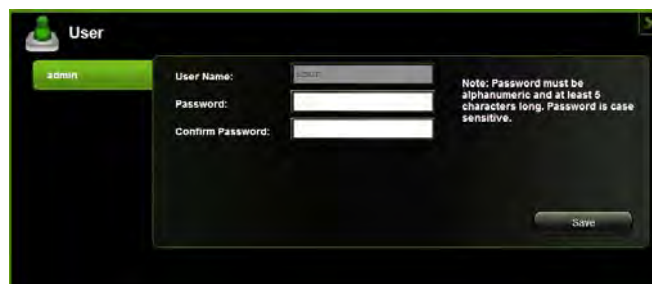 User
admin
User Name:
Password:
Note: Password must be
alphanumeric and at least 5
characters long. Password is case
sensitive.
Confirm Password:
Save